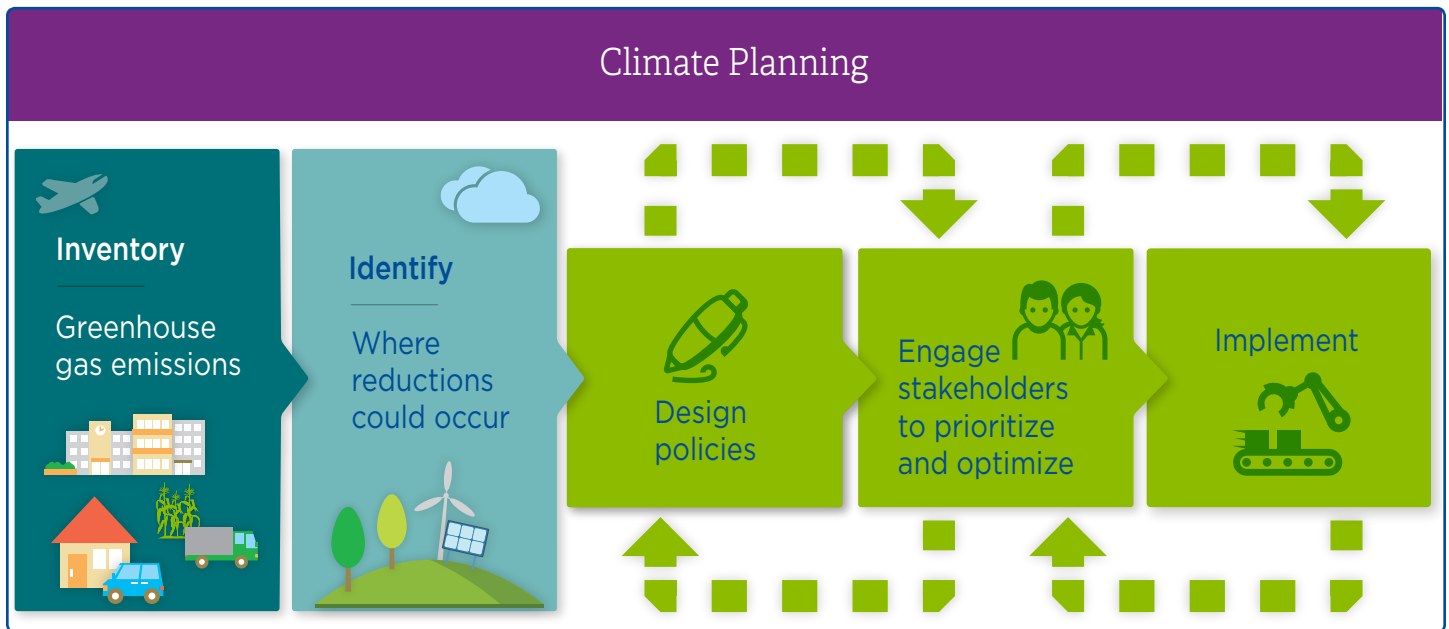 Climate Planning
Inventory
Greenhouse
gas emissions
Identify
Where
reductions
could occur
Design
policies
Engage
stakeholders
to prioritize
and optimize
Implement